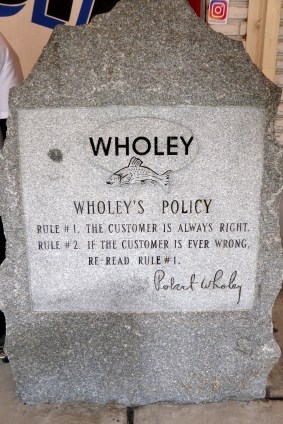 WHOLEY
WHOLEY'S POLICY
RULE #1. THE CUSTOMER IS ALWAYS RIGHT.
RULE #2. IF THE CUSTOMER IS EVER WRONG,
RE-READ RULE #1.
Robert Wholey